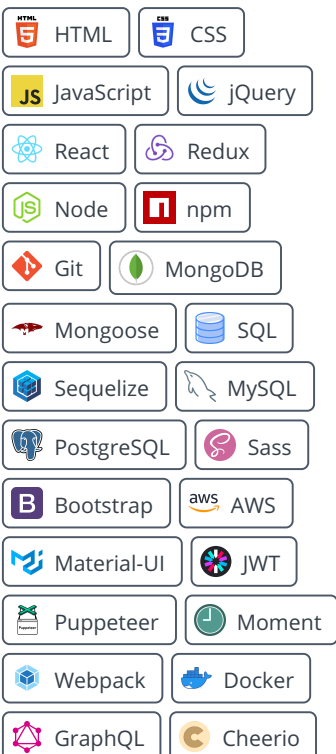 HTML CSS
JavaScript jQuery
React Redux
Node npm
Git MongoDB
Mongoose SQL
Sequelize MySQL
PostgreSQL Sass
Bootstrap AWS
Material-UI JWT
Puppeteer Moment
Webpack Docker
GraphQL Cheerio